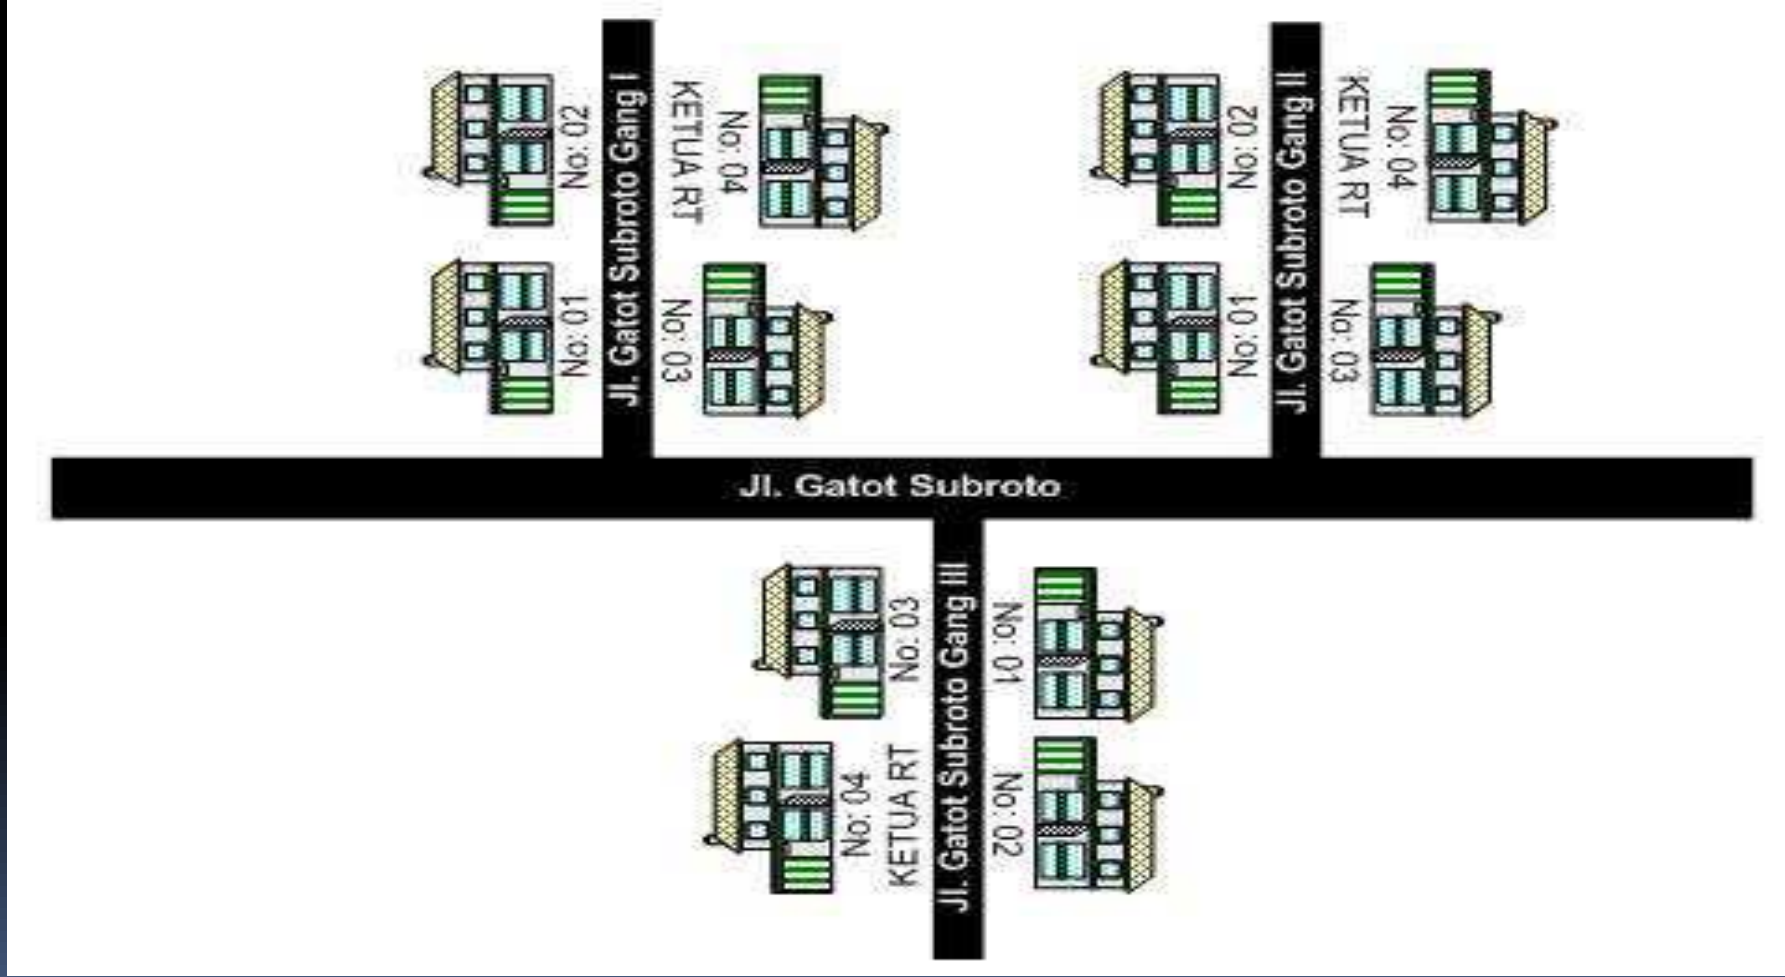 No: 02
Jl. Gatot Subroto Gang I
KETUA RT
No: 04
No: 01
No: 03
No: 02
Jl. Gatot Subroto Gang II
KETUA RT
No: 04
No: 01
No: 03
Jl. Gatot Subroto
No: 03
Jl. Gatot Subroto Gang III
No: 01
No: 04
KETUA RT
No: 02